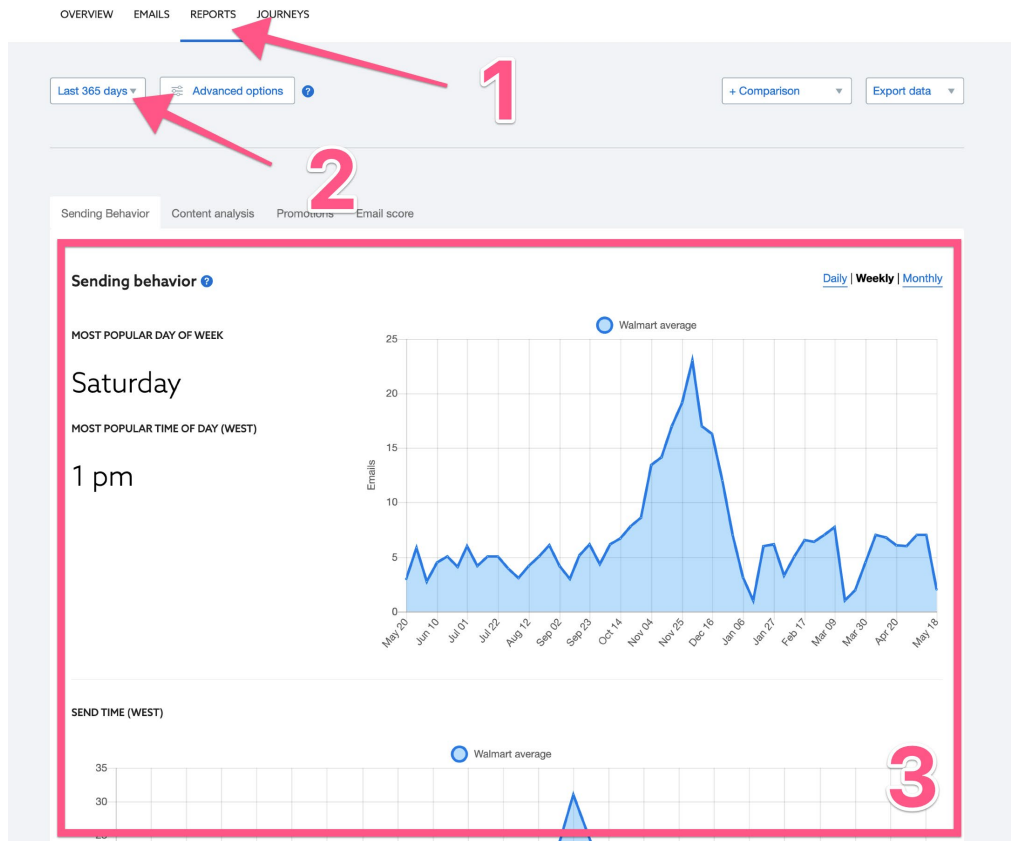 OVERVIEW EMAILS REPORTS JOURNEYS
1
Last 365 days Advanced options ? + Comparison Export data
2
Sending Behavior Content analysis Promotions Email score
Sending behavior ? Daily | Weekly | Monthly
MOST POPULAR DAY OF WEEK
Saturday
MOST POPULAR TIME OF DAY (WEST)
1 pm
Walmart average
25
20
15
10
5
0
Emails
May 20 Jun 10 Jul 01 Jul 22 Aug 12 Sep 02 Sep 23 Oct 14 Nov 04 Nov 25 Dec 16 Jan 06 Jan 27 Feb 17 Mar 09 Mar 30 Apr 20 May 18
SEND TIME (WEST)
Walmart average
35
30
3